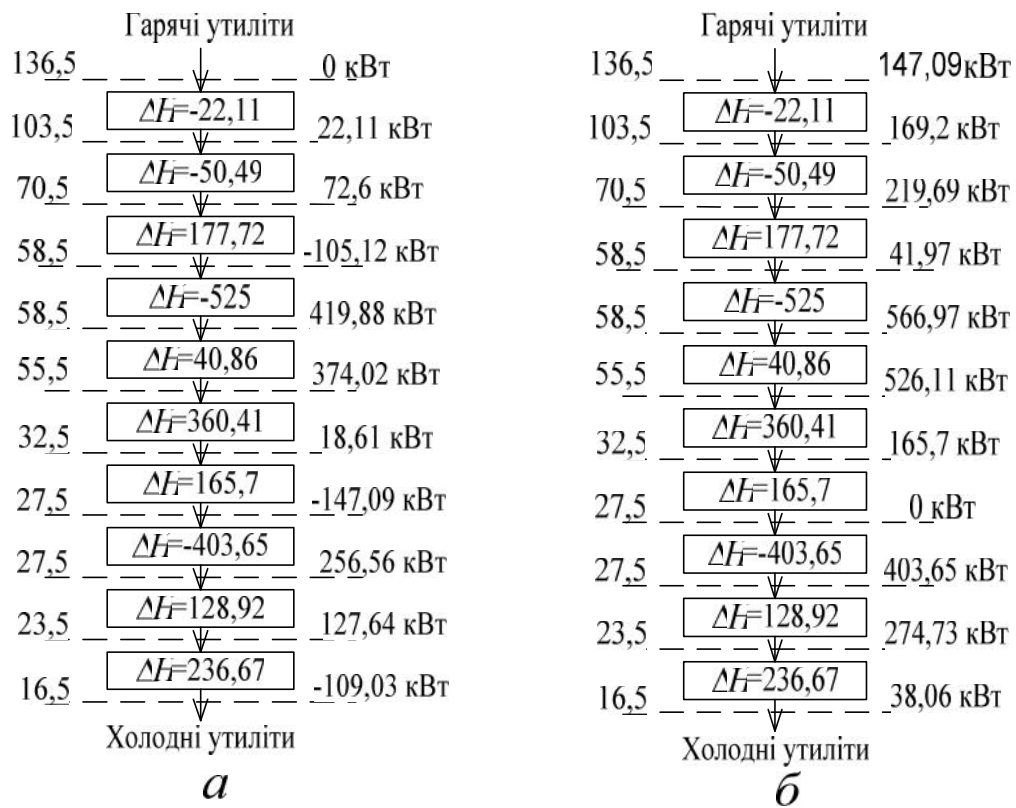 Гарячі утиліти
136,5 0 кВт
ΔH=-22,11
103,5 22,11 кВт
ΔH=-50,49
70,5 72,6 кВт
ΔH=177,72
58,5 -105,12 кВт
ΔH=-525
58,5 419,88 кВт
ΔH=40,86
55,5 374,02 кВт
ΔH=360,41
32,5 18,61 кВт
ΔH=165,7
27,5 -147,09 кВт
ΔH=-403,65
27,5 256,56 кВт
ΔH=128,92
23,5 127,64 кВт
ΔH=236,67
16,5 -109,03 кВт
Холодні утиліти
а
Гарячі утиліти
136,5 147,09кВт
ΔH=-22,11
103,5 169,2 кВт
ΔH=-50,49
70,5 219,69 кВт
ΔH=177,72
58,5 41,97 кВт
ΔH=-525
58,5 566,97 кВт
ΔH=40,86
55,5 526,11 кВт
ΔH=360,41
32,5 165,7 кВт
ΔH=165,7
27,5 0 кВт
ΔH=-403,65
27,5 403,65 кВт
ΔH=128,92
23,5 274,73 кВт
ΔH=236,67
16,5 38,06 кВт
Холодні утиліти
б